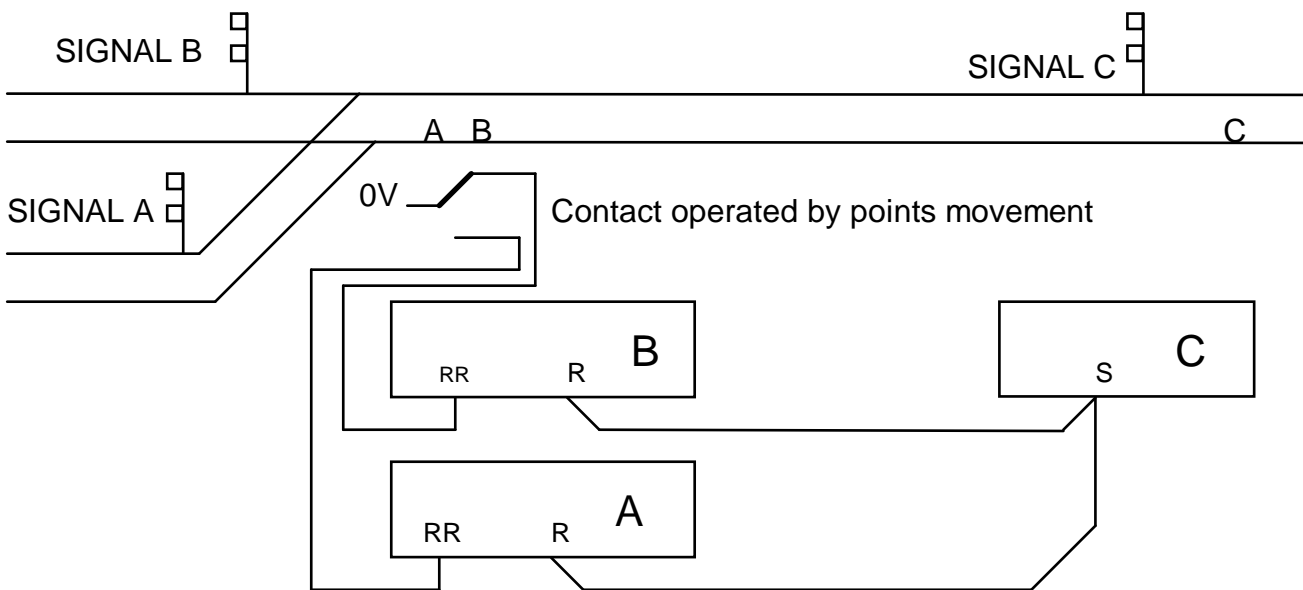 SIGNAL B
SIGNAL C
A B C
SIGNAL A
0V
Contact operated by points movement
B
RR R
C
S
A
RR R